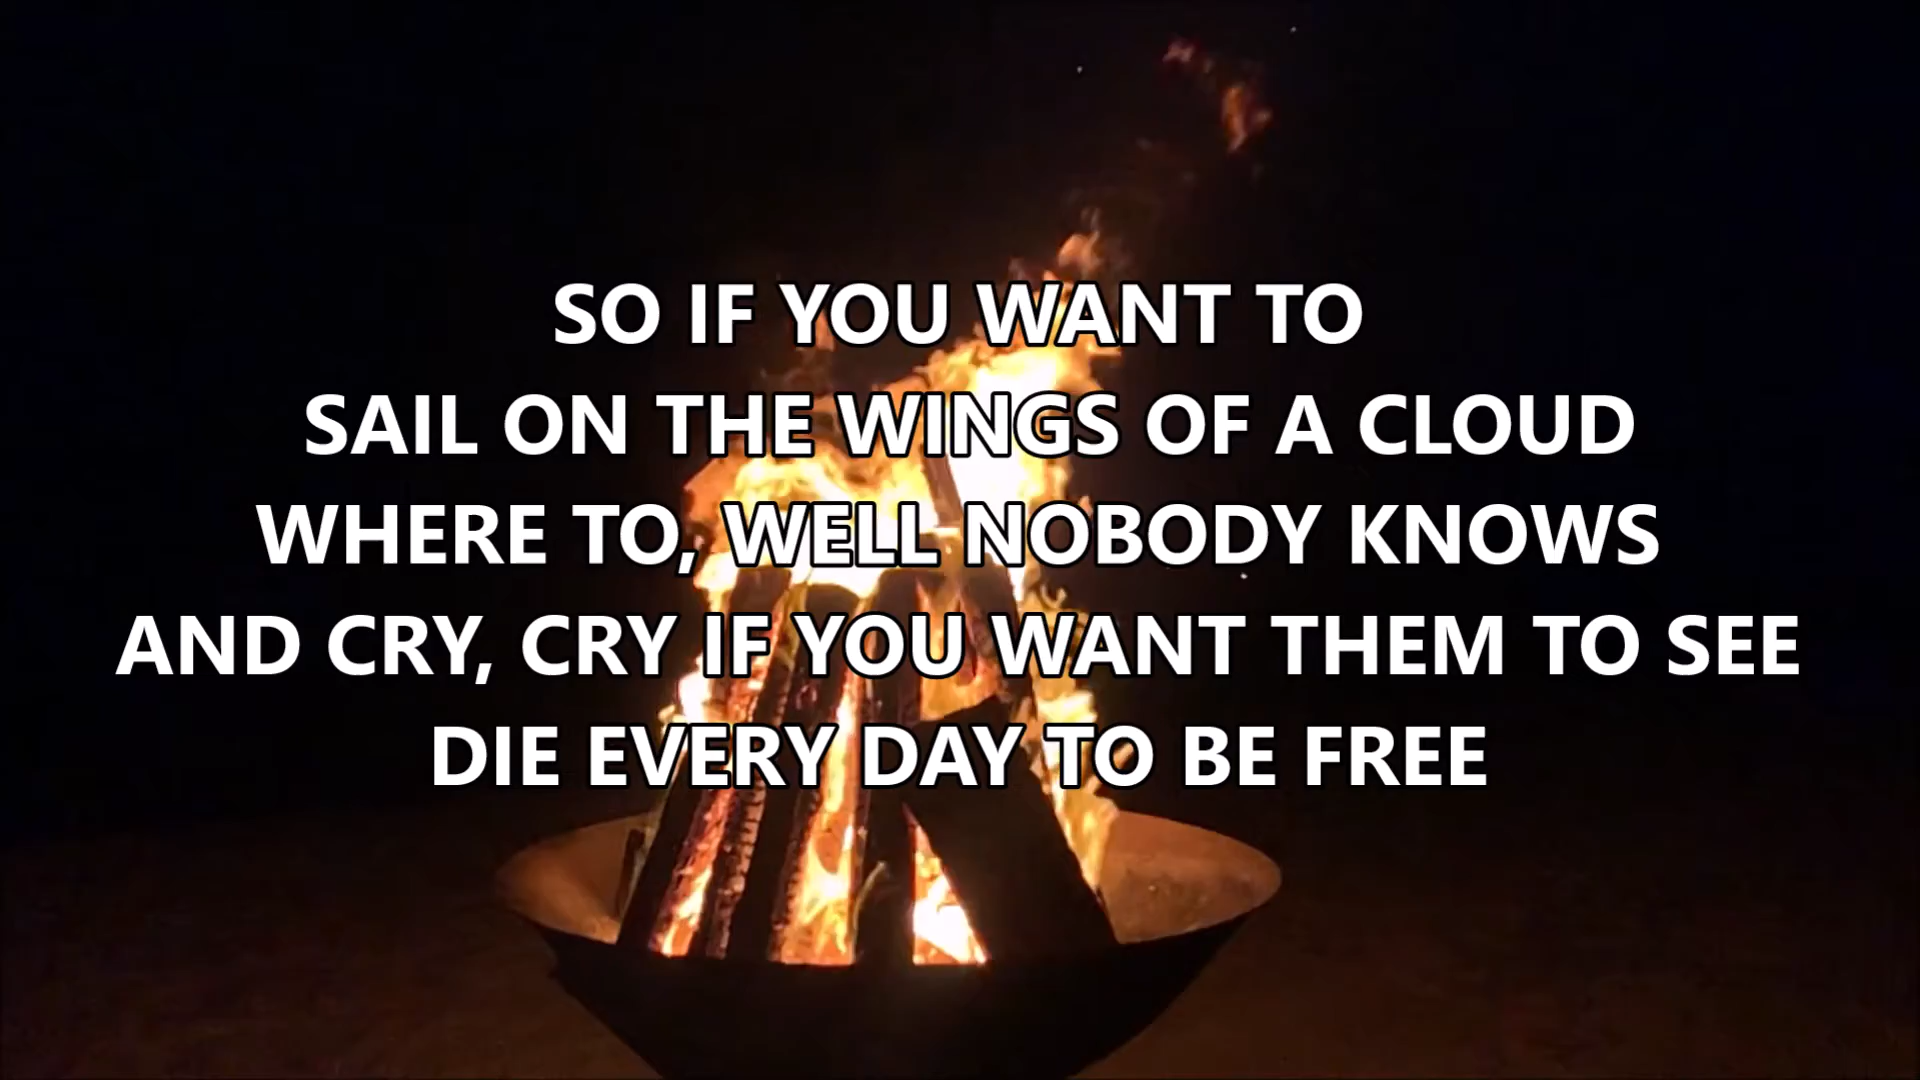 SO IF YOU WANT TO
SAIL ON THE WINGS OF A CLOUD
WHERE TO, WELL NOBODY KNOWS
AND CRY, CRY IF YOU WANT THEM TO SEE
DIE EVERY DAY TO BE FREE